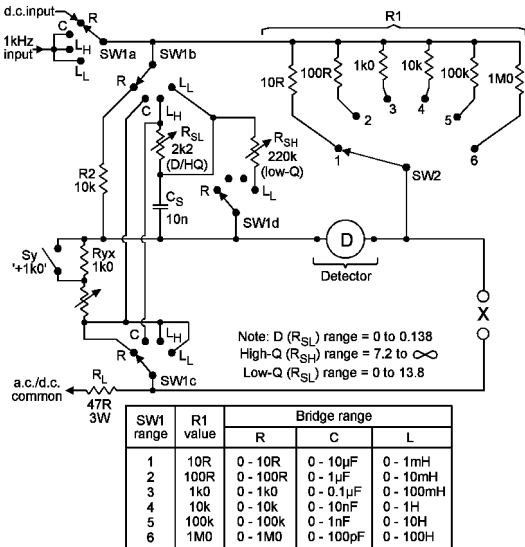 d.c.input
R
C
1kHz
input
LH
LL
SW1a
SW1b
R1
10R
100R
1k0
10k
100k
1M0
1
2
3
4
5
6
SW2
R
C
LH
LL
RSL
2k2
(D/HQ)
RSH
220k
(low-Q)
R2
10k
CS
10n
R
LL
SW1d
Sy
'+1k0'
Ryx
1k0
D
Detector
X
C
LH
R
LL
SW1c
a.c./d.c.
common
RL
47R
3W
Note: D (RSL) range = 0 to 0.138
High-Q (RSH) range = 7.2 to ∞
Low-Q (RSL) range = 0 to 13.8
SW1 range R1 value Bridge range
R C L
1 10R 0 - 10R 0 - 10µF 0 - 1mH
2 100R 0 - 100R 0 - 1µF 0 - 10mH
3 1k0 0 - 1k0 0 - 0.1µF 0 - 100mH
4 10k 0 - 10k 0 - 10nF 0 - 1H
5 100k 0 - 100k 0 - 1nF 0 - 10H
6 1M0 0 - 1M0 0 - 100pF 0 - 100H